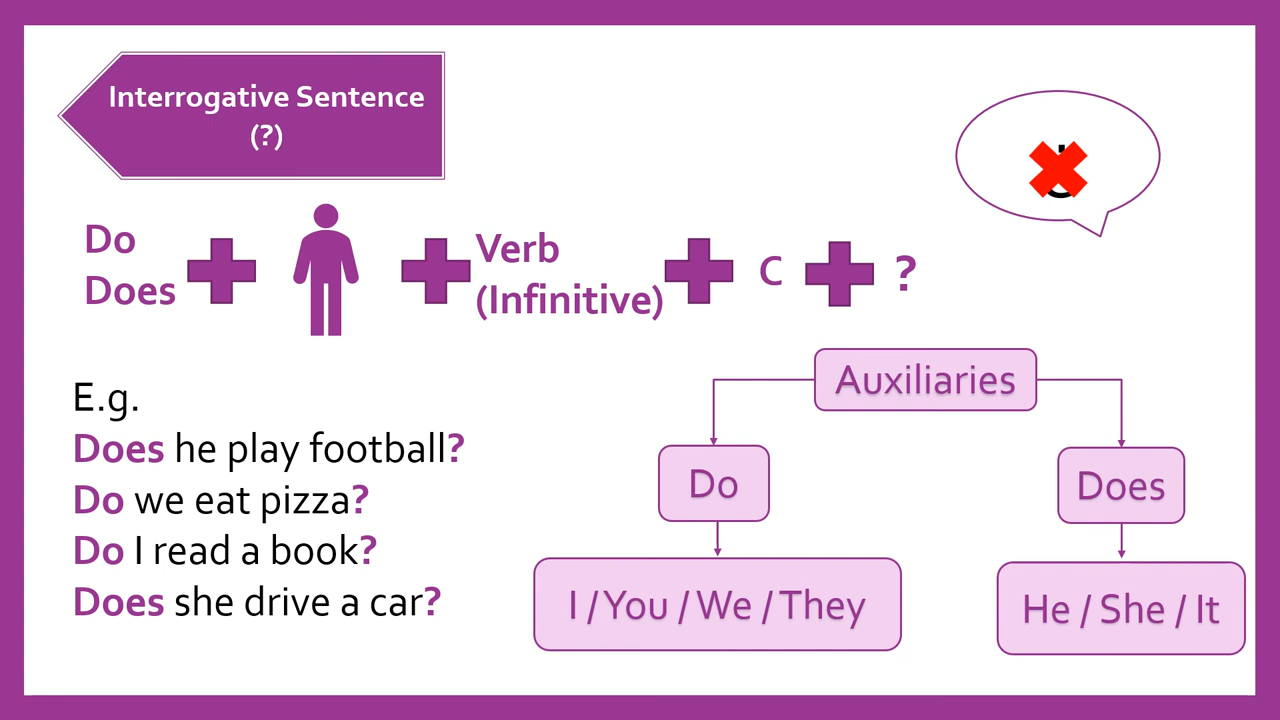 Interrogative Sentence
(?)
Do
Does
Verb
(Infinitive)
C
?
E.g.
Does he play football?
Do we eat pizza?
Do I read a book?
Does she drive a car?
Auxiliaries
Do
Does
I / You / We / They
He / She / It